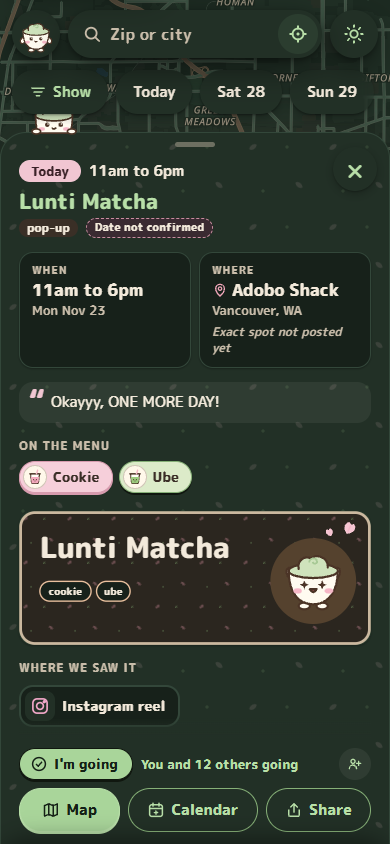 HUMAN
Zip or city
Show
Today
Sat 28
Sun 29
MEADOWS
Today
11am to 6pm
Lunti Matcha
pop-up
Date not confirmed
WHEN
11am to 6pm
Mon Nov 23
WHERE
Adobo Shack
Vancouver, WA
Exact spot not posted
yet
“ Okayyy, ONE MORE DAY!
ON THE MENU
Cookie
Ube
Lunti Matcha
cookie
ube
WHERE WE SAW IT
Instagram reel
I'm going
You and 12 others going
Map
Calendar
Share